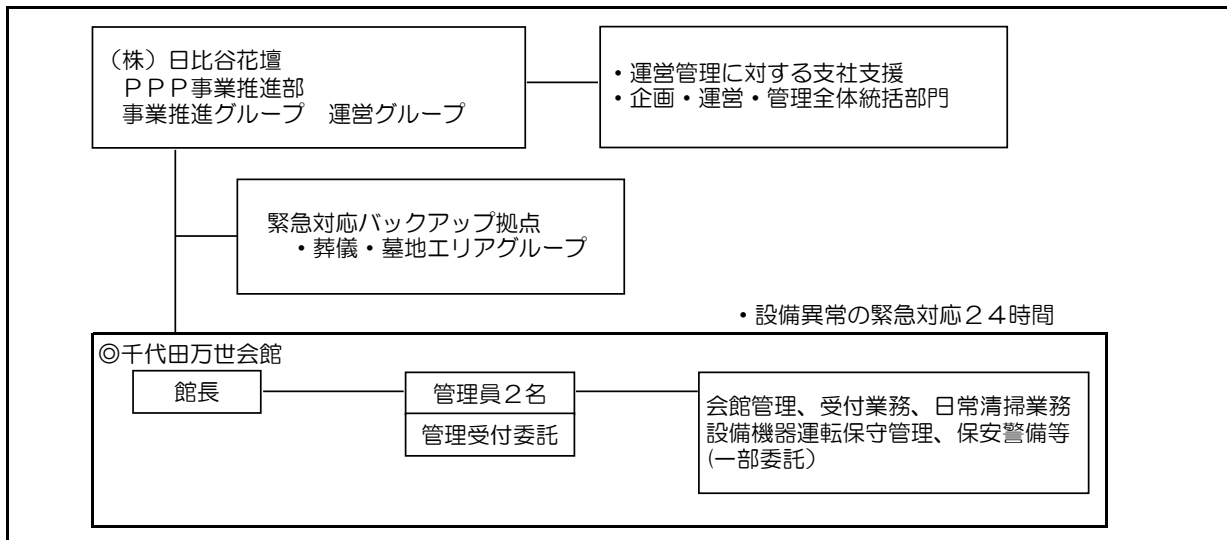 （株）日比谷花壇
ＰＰＰ事業推進部
事業推進グループ　運営グループ
・運営管理に対する支社支援
・企画・運営・管理全体統括部門
緊急対応バックアップ拠点
・葬儀・墓地エリアグループ
・設備異常の緊急対応２４時間
◎千代田万世会館
館長
管理員２名
管理受付委託
会館管理、受付業務、日常清掃業務
設備機器運転保守管理、保安警備等
(一部委託）